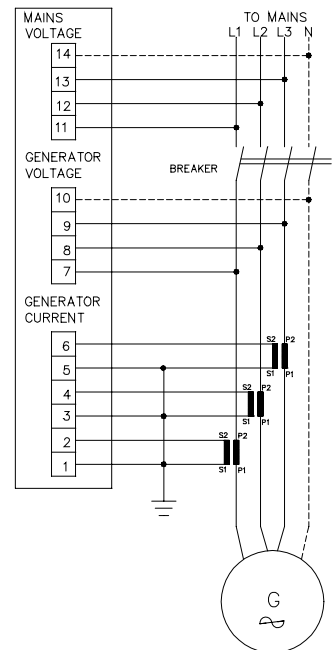 MAINS
VOLTAGE
TO MAINS
L1 L2 L3 N
14
13
12
11
GENERATOR
VOLTAGE
BREAKER
10
9
8
7
GENERATOR
CURRENT
6
S2 P2
5
S1 P1
4
S2 P2
3
S1 P1
2
S2 P2
1
S1 P1
G